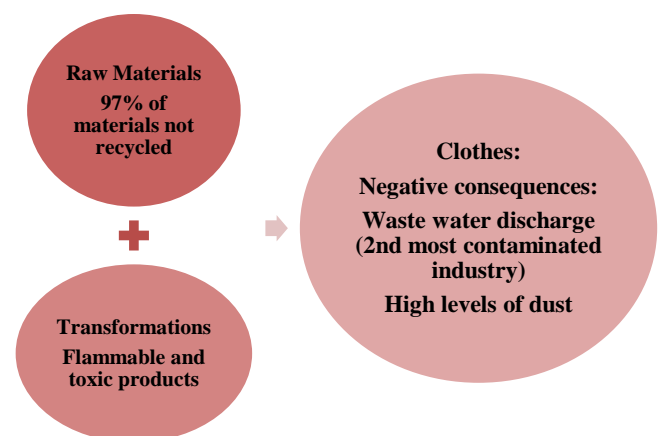 Raw Materials
97% of
materials not
recycled
Transformations
Flammable and
toxic products
Clothes:
Negative consequences:
Waste water discharge
(2nd most contaminated
industry)
High levels of dust